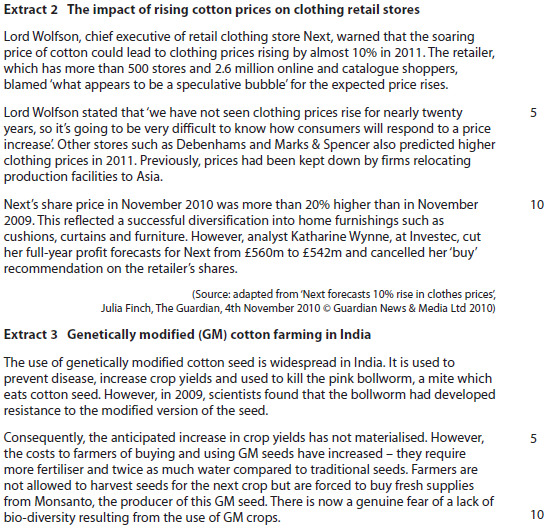 Extract 2 The impact of rising cotton prices on clothing retail stores
Lord Wolfson, chief executive of retail clothing store Next, warned that the soaring
price of cotton could lead to clothing prices rising by almost 10% in 2011. The retailer,
which has more than 500 stores and 2.6 million online and catalogue shoppers,
blamed ‘what appears to be a speculative bubble’ for the expected price rises.
Lord Wolfson stated that ‘we have not seen clothing prices rise for nearly twenty 5
years, so it’s going to be very difficult to know how consumers will respond to a price
increase’. Other stores such as Debenhams and Marks & Spencer also predicted higher
clothing prices in 2011. Previously, prices had been kept down by firms relocating
production facilities to Asia.
Next’s share price in November 2010 was more than 20% higher than in November 10
2009. This reflected a successful diversification into home furnishings such as
cushions, curtains and furniture. However, analyst Katharine Wynne, at Investec, cut
her full-year profit forecasts for Next from £560m to £542m and cancelled her ‘buy’
recommendation on the retailer’s shares.
(Source: adapted from ‘Next forecasts 10% rise in clothes prices’,
Julia Finch, The Guardian, 4th November 2010 © Guardian News & Media Ltd 2010)
Extract 3 Genetically modified (GM) cotton farming in India
The use of genetically modified cotton seed is widespread in India. It is used to
prevent disease, increase crop yields and used to kill the pink bollworm, a mite which
eats cotton seed. However, in 2009, scientists found that the bollworm had developed
resistance to the modified version of the seed.
Consequently, the anticipated increase in crop yields has not materialised. However, 5
the costs to farmers of buying and using GM seeds have increased – they require
more fertiliser and twice as much water compared to traditional seeds. Farmers are
not allowed to harvest seeds for the next crop but are forced to buy fresh supplies
from Monsanto, the producer of this GM seed. There is now a genuine fear of a lack of
bio-diversity resulting from the use of GM crops. 10